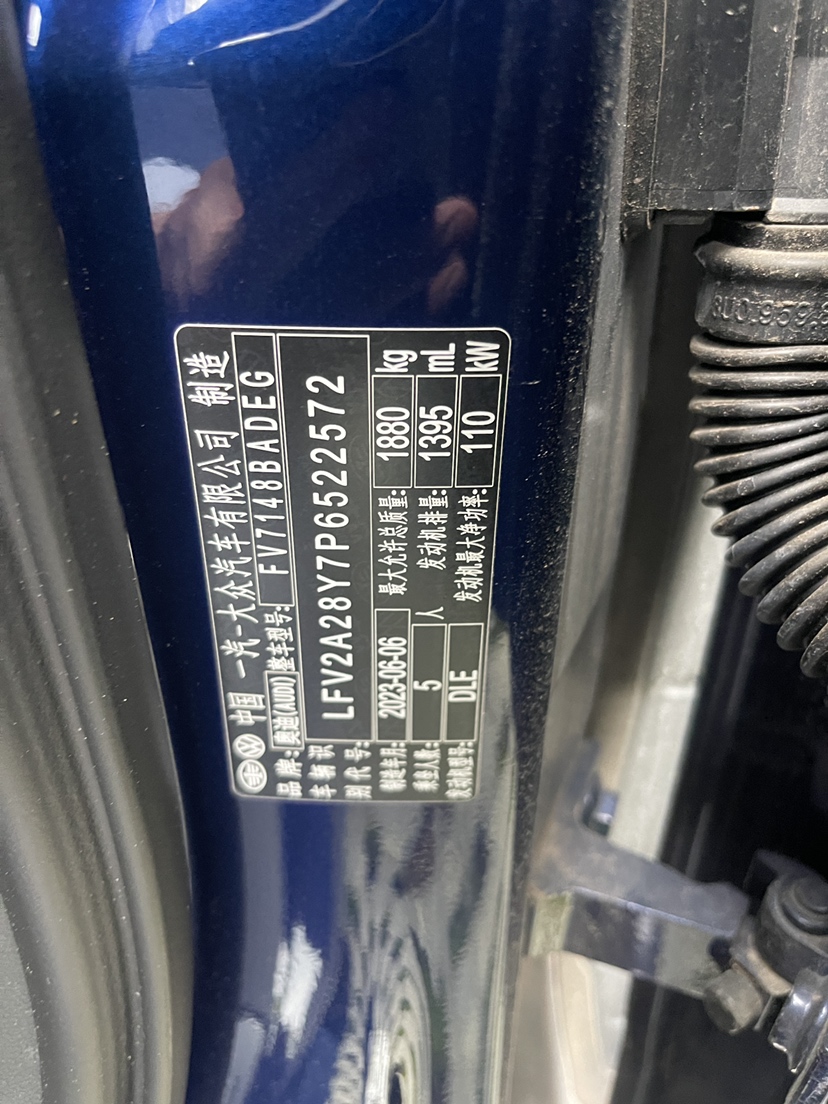 中国 一汽-大众汽车有限公司 制造
品牌: 奥迪(AUDI) 整车型号: FV7148BADEG
车辆识别代号: LFV2A28Y7P6522572
制造年月: 2023-06-06 最大允许总质量: 1880 kg
乘坐人数: 5 人 发动机排量: 1395 mL
发动机型号: DLE 发动机最大净功率: 110 kW
8U0.959.8